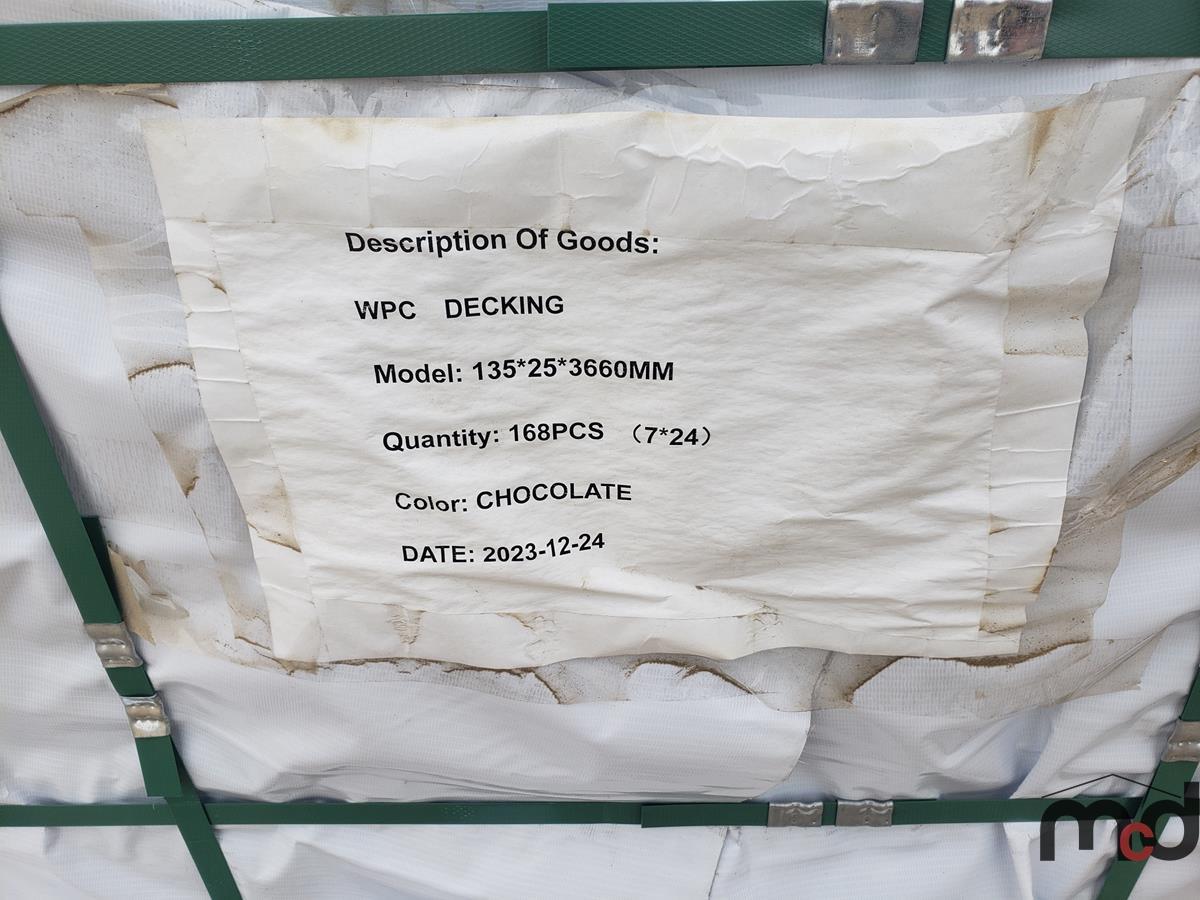 Description Of Goods:
WPC DECKING
Model: 135*25*3660MM
Quantity: 168PCS （7*24）
Color: CHOCOLATE
DATE: 2023-12-24
mcd